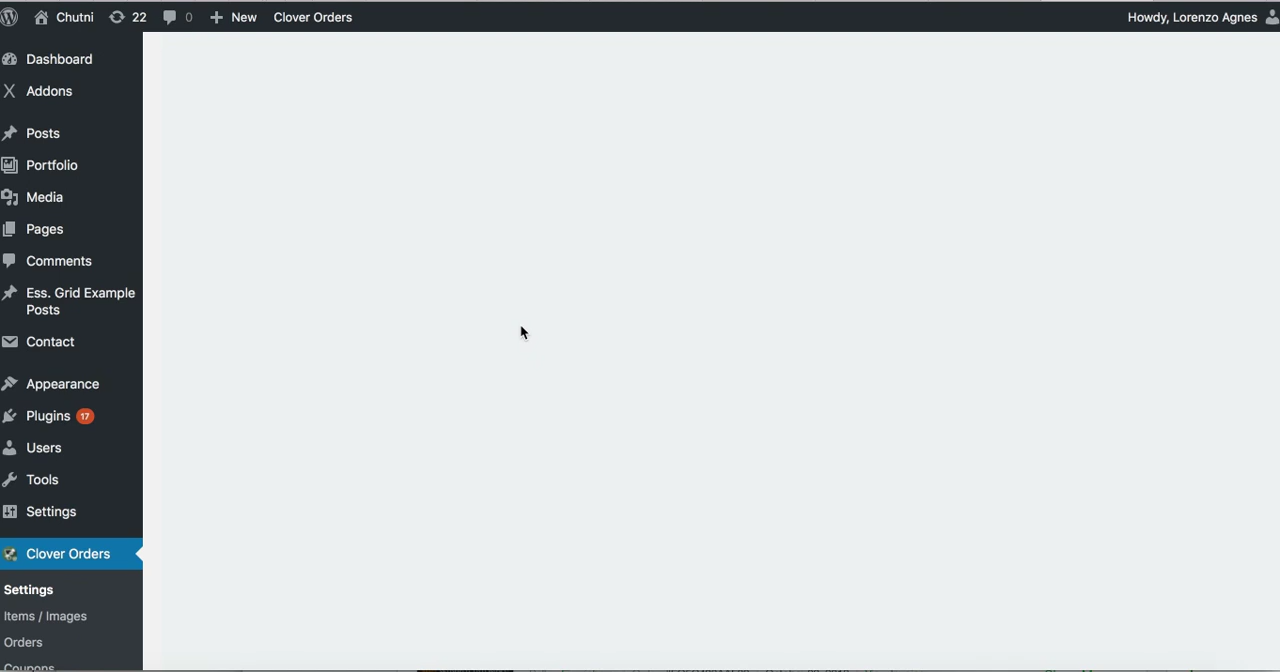 Chutni 22 0 New Clover Orders Howdy, Lorenzo Agnes
Dashboard
Addons
Posts
Portfolio
Media
Pages
Comments
Ess. Grid Example
Posts
Contact
Appearance
Plugins 17
Users
Tools
Settings
Clover Orders
Settings
Items / Images
Orders
Coupons